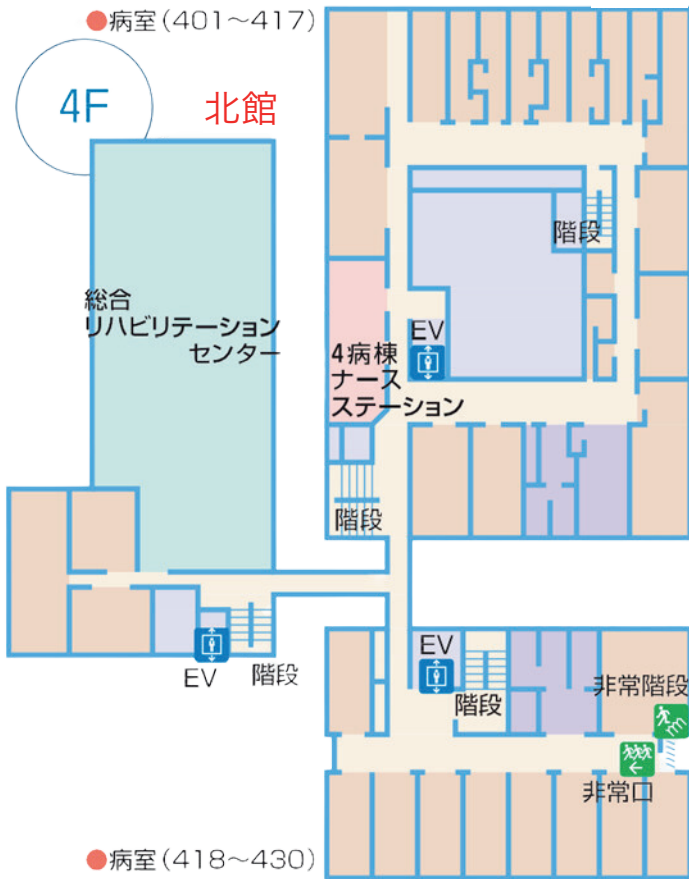 ●病室(401～417)
4F
北館
階段
総合
リハビリテーション
センター
EV
4病棟
ナース
ステーション
階段
EV
階段
EV
階段
非常階段
非常口
●病室(418～430)